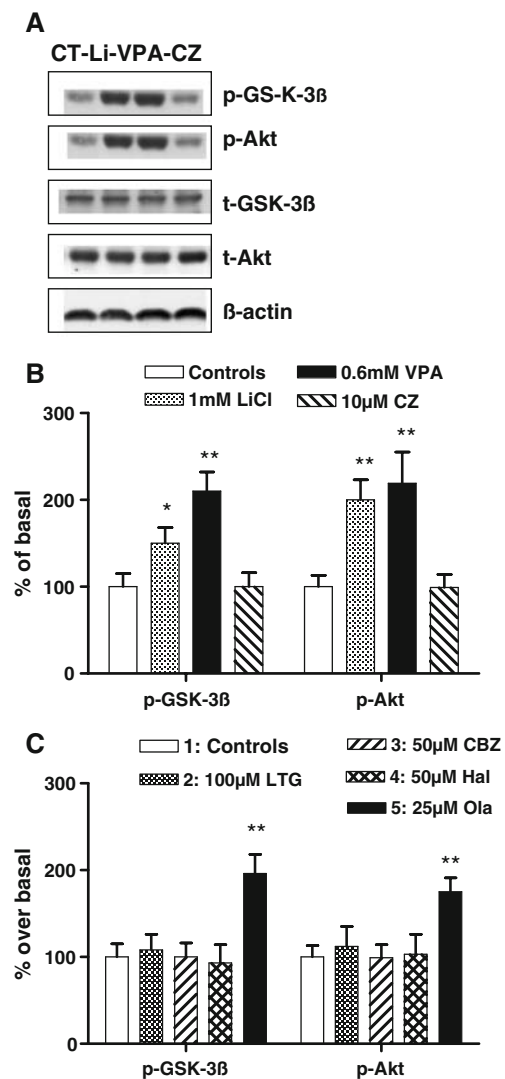 A
CT-Li-VPA-CZ
p-GS-K-3ß
p-Akt
t-GSK-3ß
t-Akt
ß-actin
B
Controls
0.6mM VPA
1mM LiCl
10µM CZ
300
200
100
0
% of basal
*
**
**
**
p-GSK-3ß
p-Akt
C
1: Controls
3: 50µM CBZ
2: 100µM LTG
4: 50µM Hal
5: 25µM Ola
300
200
100
0
% over basal
**
**
p-GSK-3ß
p-Akt